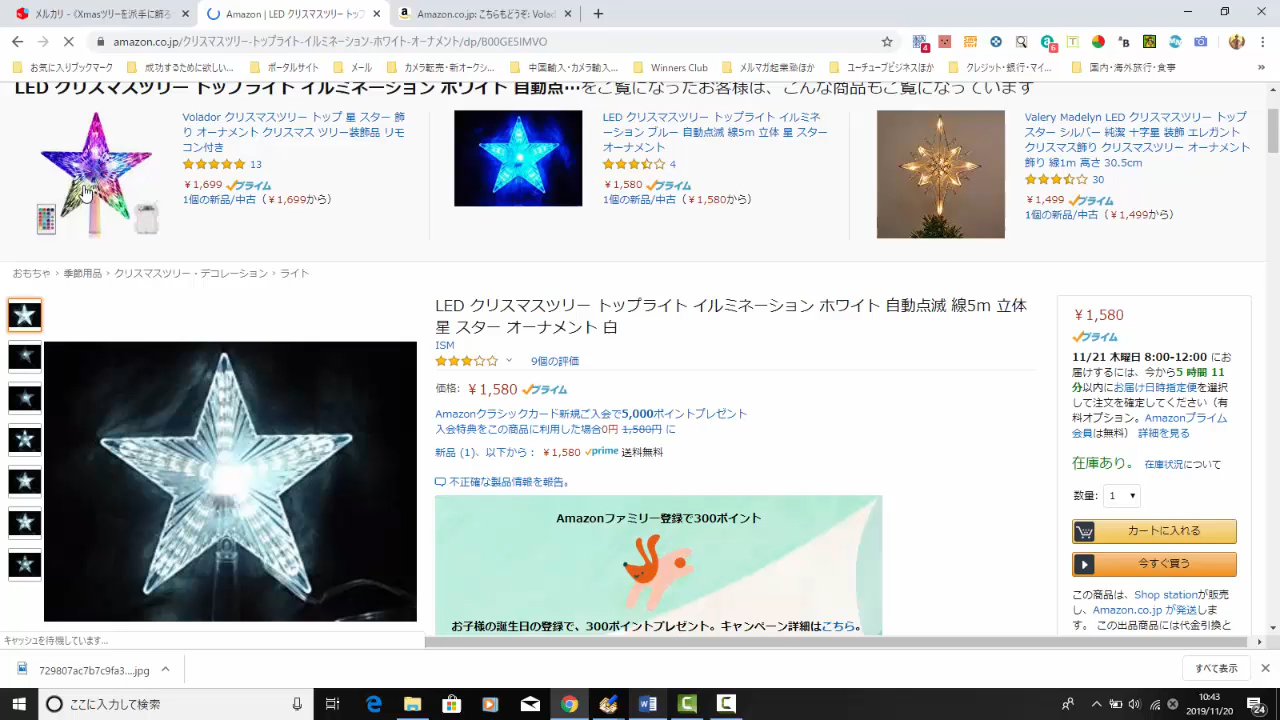 メルカリ - 《Xmasツリーを派手に飾ろ
Amazon | LED クリスマスツリー トップ
Amazon.co.jp: こちらもどうぞ: Volad
amazon.co.jp/クリスマスツリー-トップライト-イルミネーション-ホワイト-オーナメント/dp/B00GE5IMVO
お気に入りブックマーク
成功するために欲しい...
ポータルサイト
メール
カメラ転売・新オークシ...
中国輸入・カメラ輸入...
Winners Club
メルマガ起業塾ほか
ユーチューブビジネスほか
クレジット・銀行・マイ...
国内・海外旅行・食事
LED クリスマスツリー トップライト イルミネーション ホワイト 自動点…をご覧になったお客様は、こんな商品もご覧になっています
Volador クリスマスツリー トップ 星 スター 飾
り オーナメント クリスマス ツリー装飾品 リモ
コン付き
13
￥1,699 プライム
1個の新品/中古（￥1,699から）
LED クリスマスツリー トップライト イルミネ
ーション ブルー 自動点滅 線5m 立体 星 スター
オーナメント
4
￥1,580 プライム
1個の新品/中古（￥1,580から）
Valery Madelyn LED クリスマスツリー トップ
スター シルバー 純潔 十字星 装飾 エレガント
クリスマス飾り クリスマスツリー オーナメント
飾り 線1m 高さ 30.5cm
30
￥1,499 プライム
1個の新品/中古（￥1,499から）
おもちゃ › 季節用品 › クリスマスツリー・デコレーション › ライト
LED クリスマスツリー トップライト イルミネーション ホワイト 自動点滅 線5m 立体
星 スター オーナメント 白
ISM
9個の評価
価格: ￥1,580 プライム
Amazonクラシックカード新規ご入会で5,000ポイントプレゼント
入会特典をこの商品に利用した場合0円 1,580円 に
新品 (1)、以下から： ￥1,580 prime 送料無料
不正確な製品情報を報告。
Amazonファミリー登録で300ポイント
お子様の誕生日の登録で、300ポイントプレゼント。キャンペーン詳細はこちら。
￥1,580
プライム
11/21 木曜日 8:00-12:00 にお
届けするには、今から5 時間 11
分以内にお届け日時指定便を選択
して注文を確定してください（有
料オプション。Amazonプライム
会員は無料） 詳細を見る
在庫あり。 在庫状況について
数量: 1
カートに入れる
今すぐ買う
この商品は、Shop stationが販売
し、Amazon.co.jp が発送しま
す。 この出品商品には代金引換と
キャッシュを待機しています...
729807ac7b7c9fa3....jpg
すべて表示
ここに入力して検索
10:43
2019/11/20
24